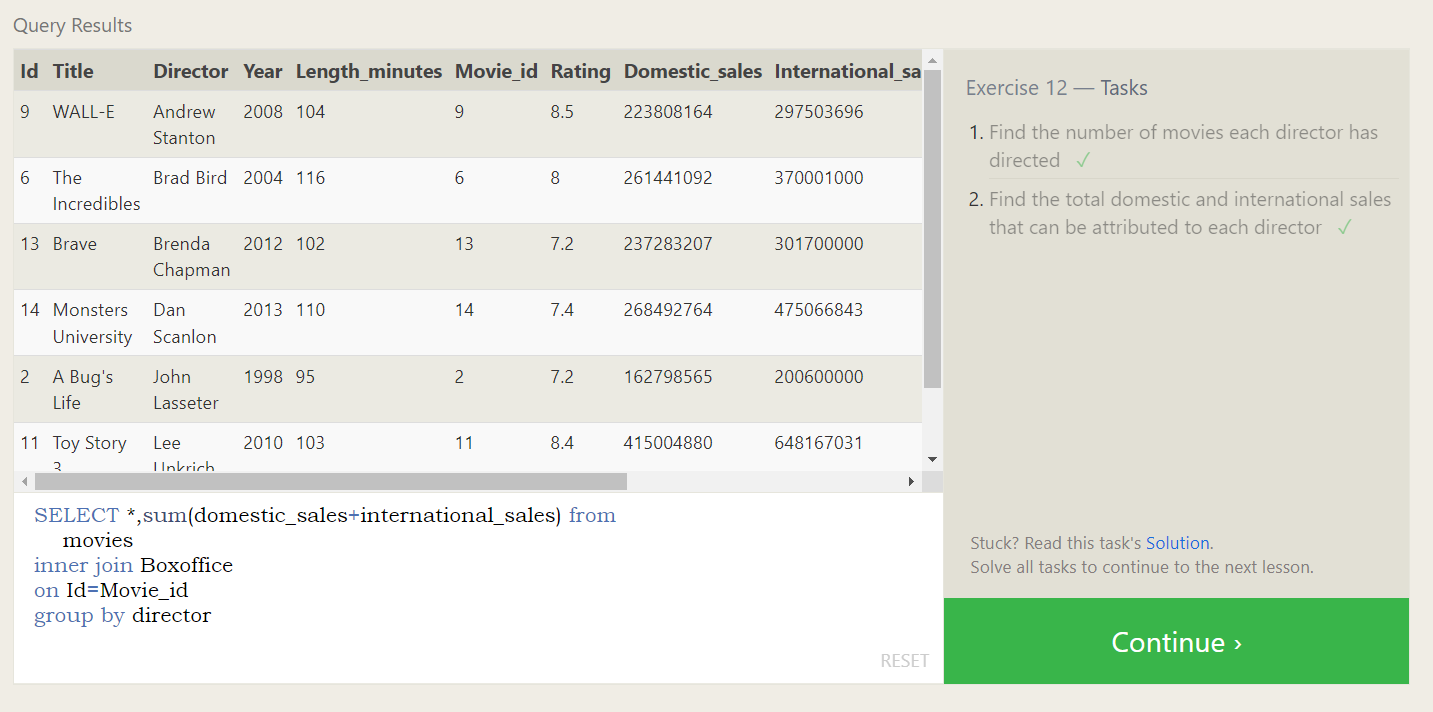 Query Results
Id Title Director Year Length_minutes Movie_id Rating Domestic_sales International_sa
9 WALL-E Andrew 2008 104 9 8.5 223808164 297503696
Stanton
6 The Brad Bird 2004 116 6 8 261441092 370001000
Incredibles
13 Brave Brenda 2012 102 13 7.2 237283207 301700000
Chapman
14 Monsters Dan 2013 110 14 7.4 268492764 475066843
University Scanlon
2 A Bug's John 1998 95 2 7.2 162798565 200600000
Life Lasseter
11 Toy Story Lee 2010 103 11 8.4 415004880 648167031
3 Unkrich
SELECT *,sum(domestic_sales+international_sales) from
movies
inner join Boxoffice
on Id=Movie_id
group by director
RESET
Exercise 12 — Tasks
1. Find the number of movies each director has
directed ✓
2. Find the total domestic and international sales
that can be attributed to each director ✓
Stuck? Read this task's Solution.
Solve all tasks to continue to the next lesson.
Continue ›